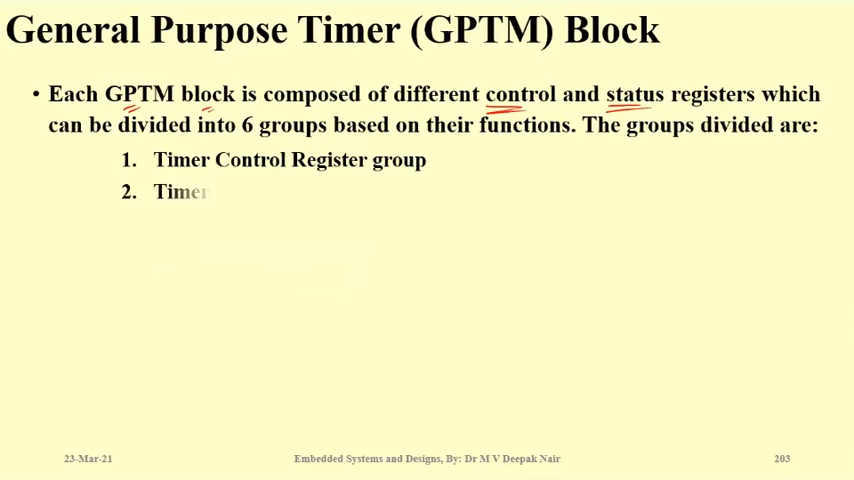 General Purpose Timer (GPTM) Block
• Each GPTM block is composed of different control and status registers which
can be divided into 6 groups based on their functions. The groups divided are:
1. Timer Control Register group
2. Timer
23-Mar-21
Embedded Systems and Designs, By: Dr M V Deepak Nair
203